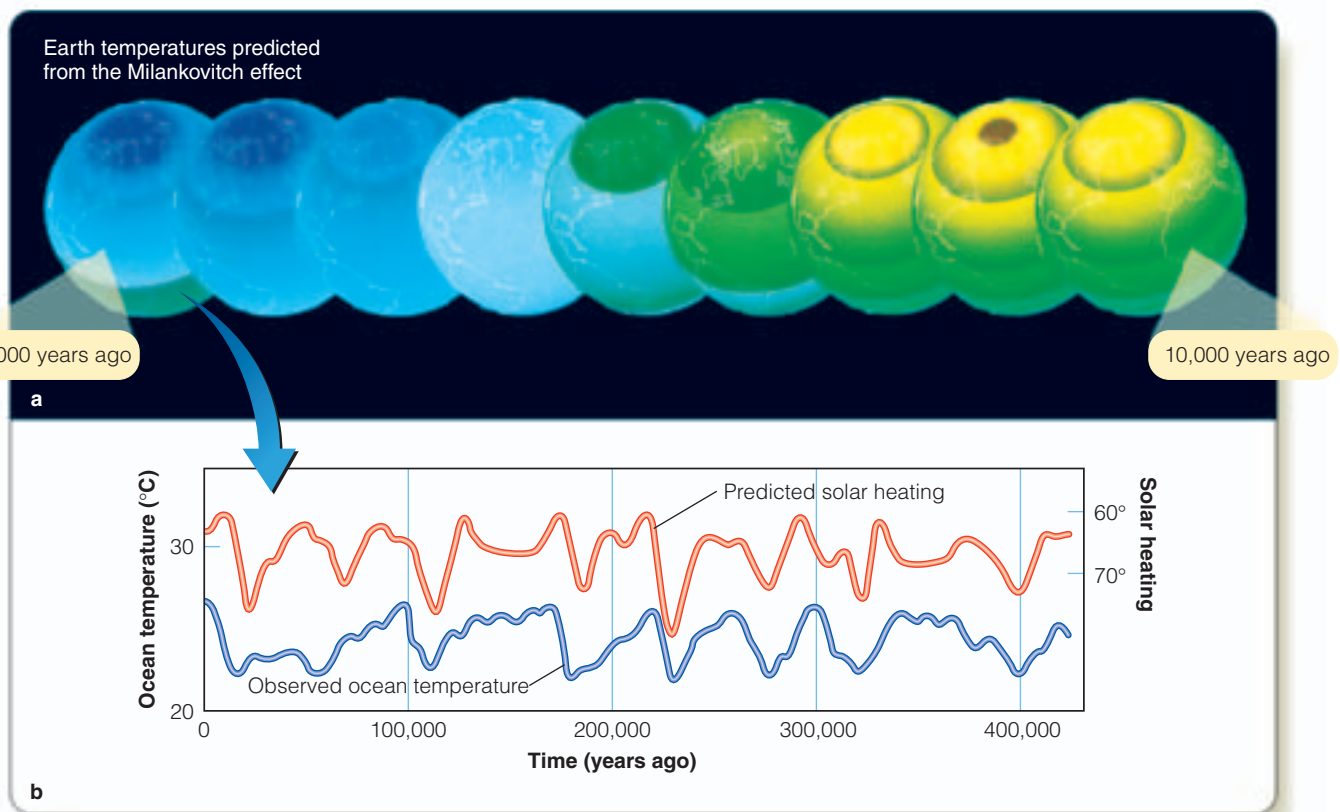 Earth temperatures predicted
from the Milankovitch effect
000 years ago
10,000 years ago
a
Ocean temperature (°C)
30
20
Predicted solar heating
Observed ocean temperature
60°
70°
Solar heating
0
100,000
200,000
300,000
400,000
Time (years ago)
b